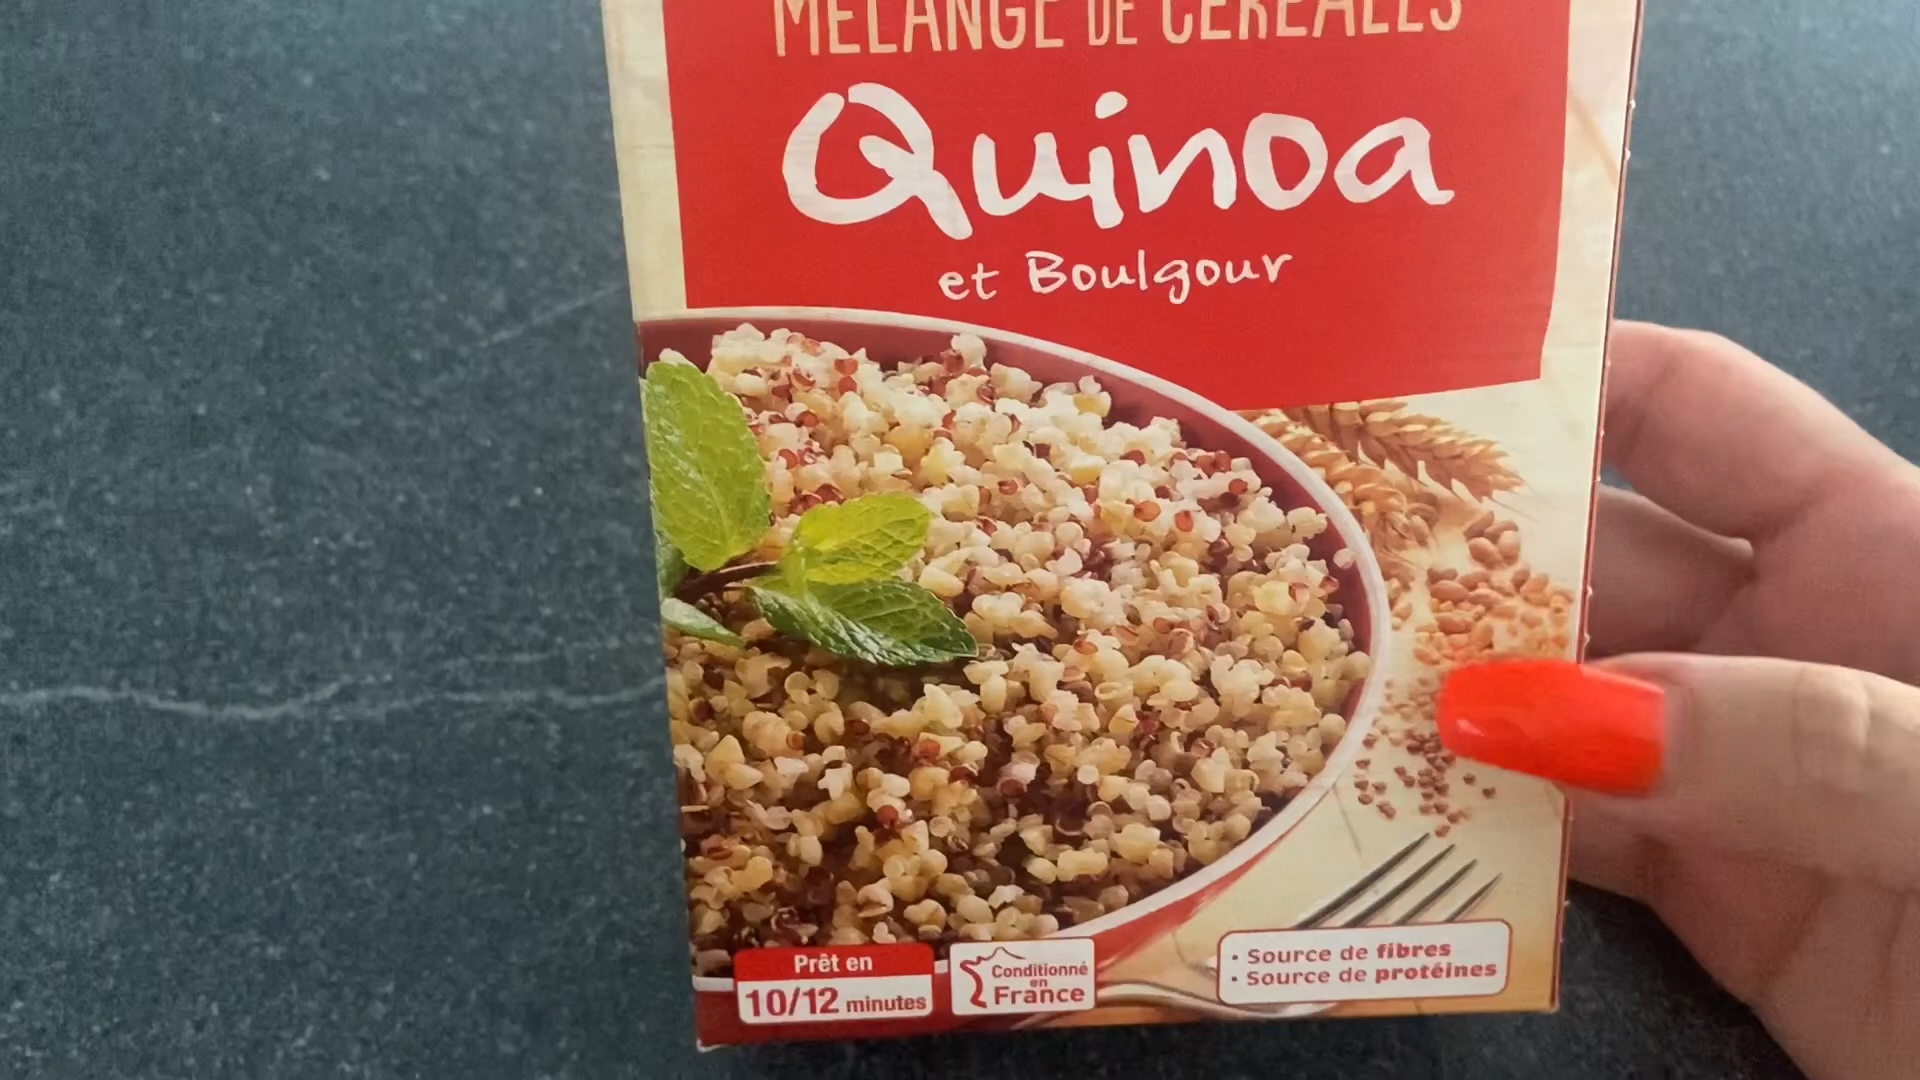 MÉLANGE DE CÉRÉALES
Quinoa
et Boulgour
Prêt en
10/12 minutes
Conditionné
en
France
• Source de fibres
• Source de protéines